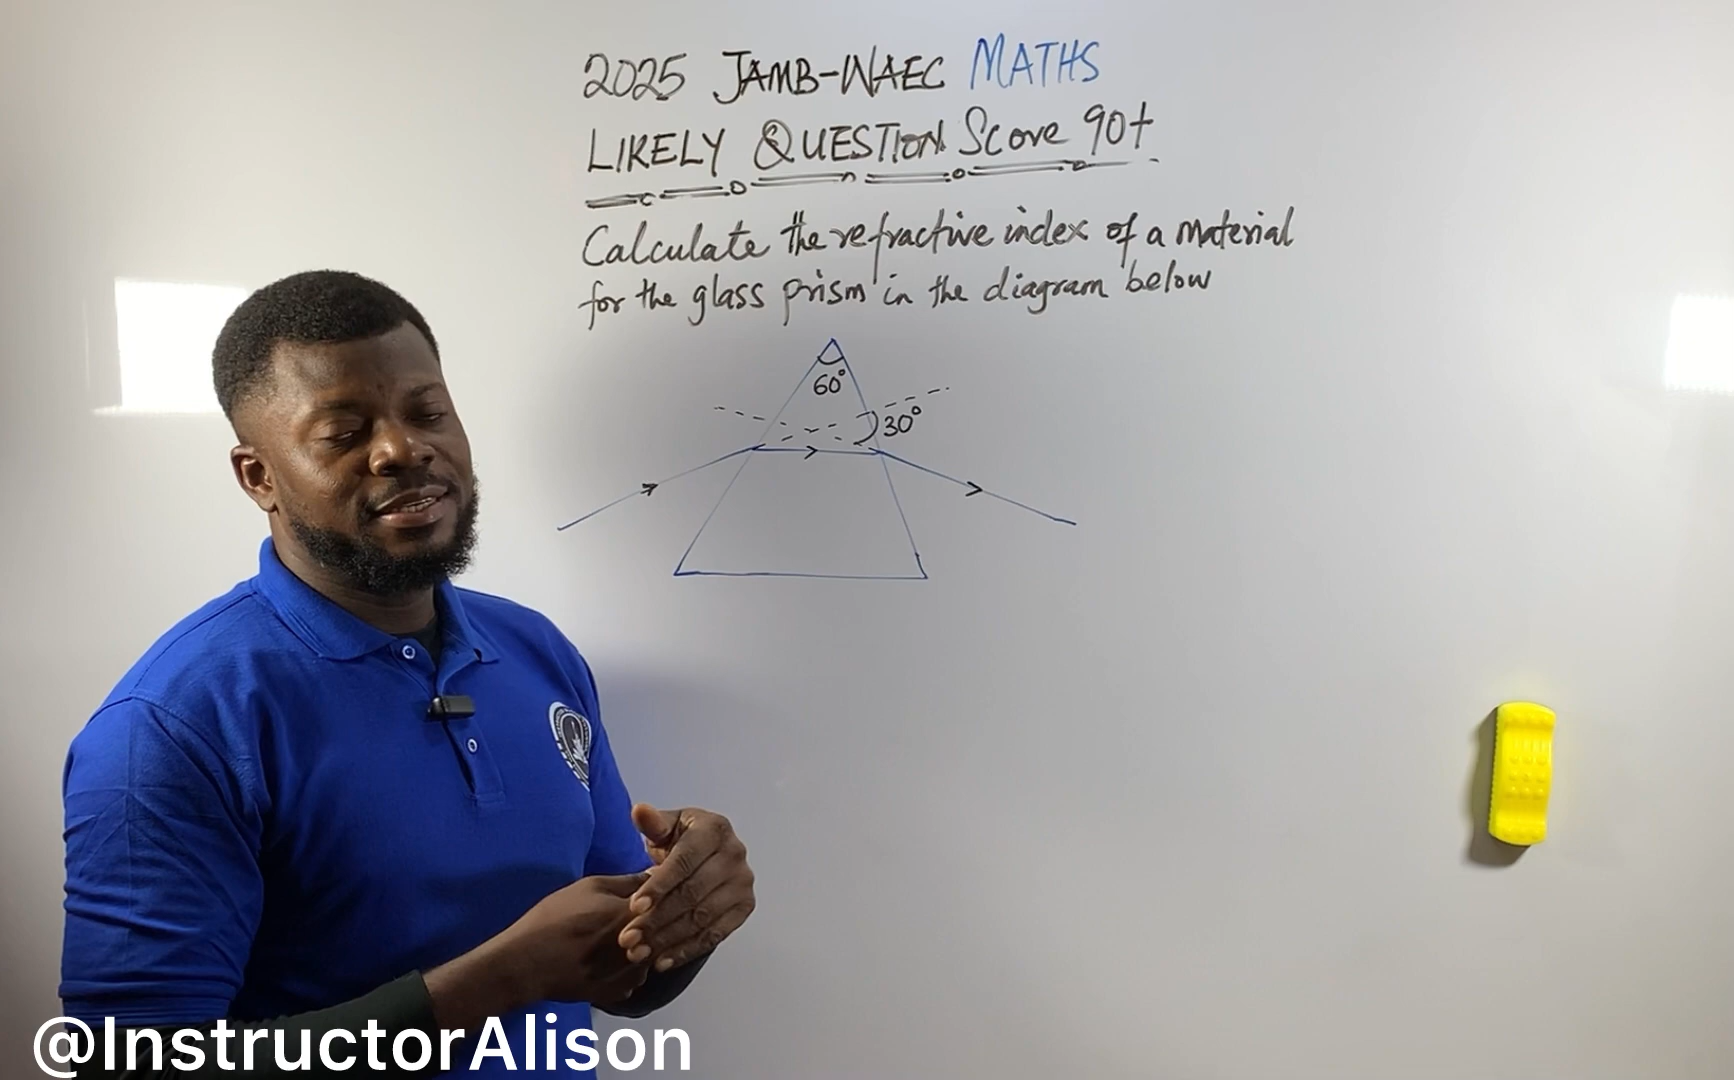 2025 JAMB-WAEC MATHS
LIKELY QUESTION Score 90+
Calculate the refractive index of a material
for the glass prism in the diagram below
60°
30°
@InstructorAlison